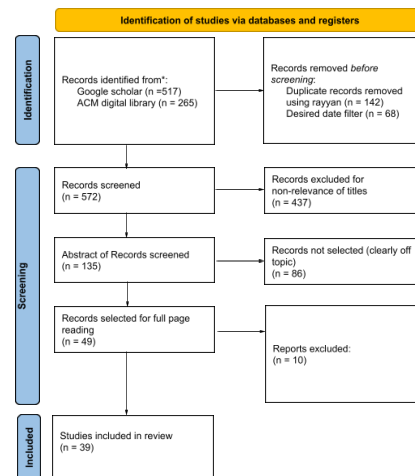 Identification of studies via databases and registers
Identification
Records identified from*:
Google scholar (n =517)
ACM digital library (n = 265)
Records removed before
screening:
Duplicate records removed
using rayyan (n = 142)
Desired date filter (n = 68)
Screening
Records screened
(n = 572)
Records excluded for
non-relevance of titles
(n = 437)
Abstract of Records screened
(n = 135)
Records not selected (clearly off
topic)
(n = 86)
Records selected for full page
reading
(n = 49)
Reports excluded:
(n = 10)
Included
Studies included in review
(n = 39)